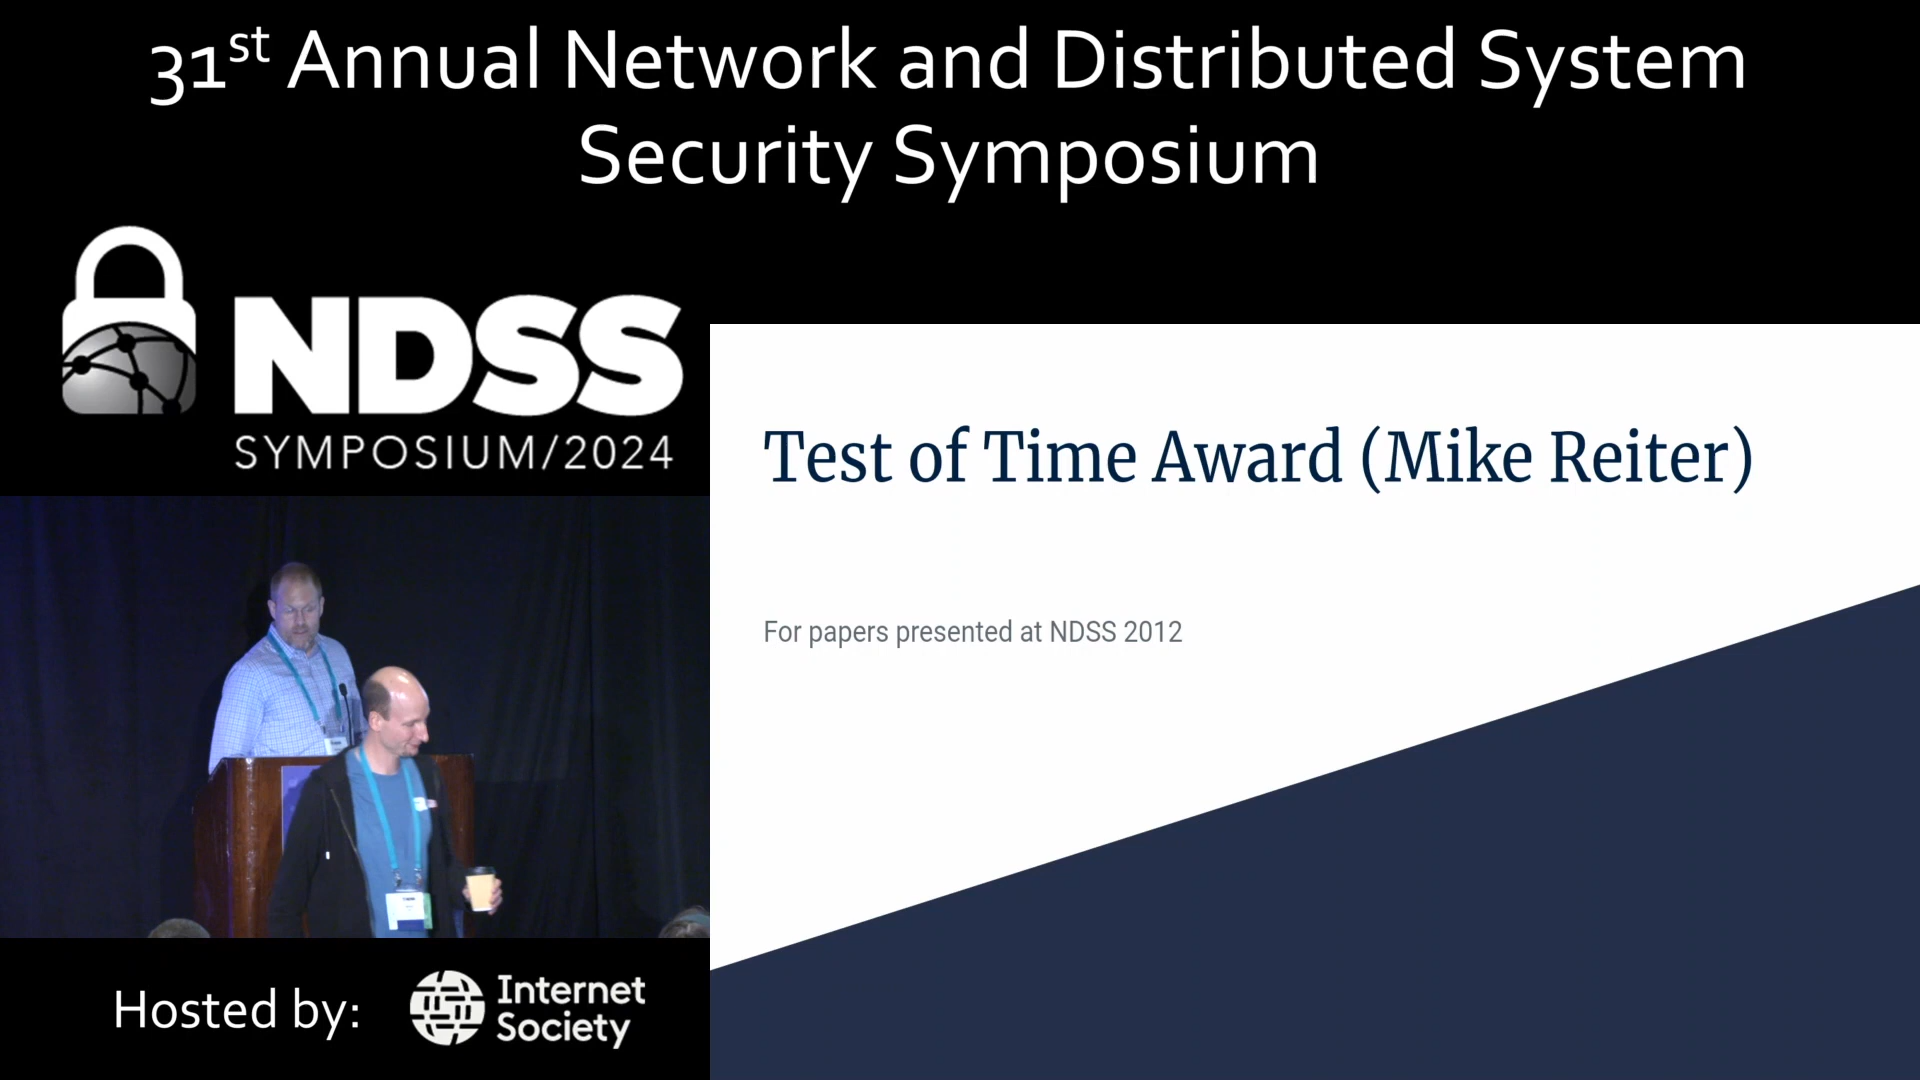 31st Annual Network and Distributed System
Security Symposium
NDSS
SYMPOSIUM/2024
Test of Time Award (Mike Reiter)
For papers presented at NDSS 2012
Hosted by:
Internet
Society